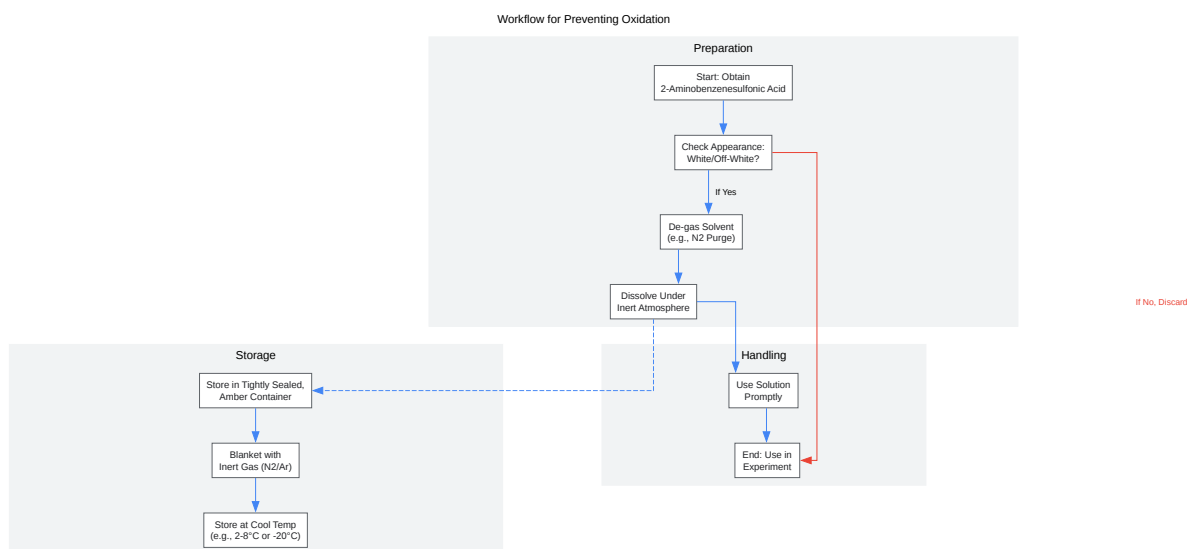 Workflow for Preventing Oxidation
Preparation
Start: Obtain
2-Aminobenzenesulfonic Acid
Check Appearance:
White/Off-White?
If Yes
De-gas Solvent
(e.g., N2 Purge)
Dissolve Under
Inert Atmosphere
If No, Discard
Storage
Store in Tightly Sealed,
Amber Container
Blanket with
Inert Gas (N2/Ar)
Store at Cool Temp
(e.g., 2-8°C or -20°C)
Handling
Use Solution
Promptly
End: Use in
Experiment